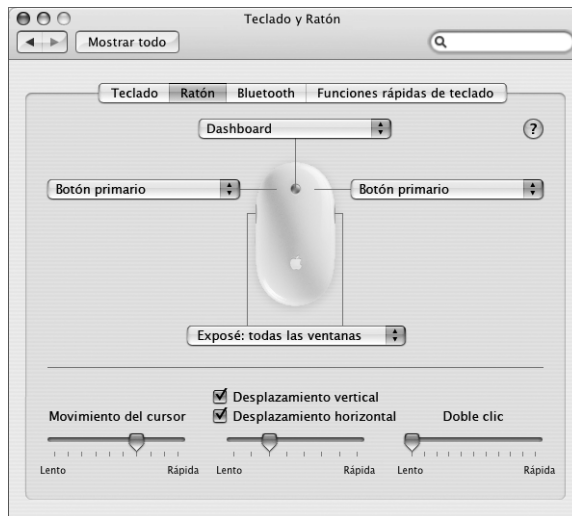 Teclado y Ratón
Mostrar todo
Teclado Ratón Bluetooth Funciones rápidas de teclado
Dashboard
?
Botón primario
Botón primario
Exposé: todas las ventanas
Desplazamiento vertical
Movimiento del cursor
Desplazamiento horizontal
Doble clic
Lento Rápida
Lento Rápida
Lento Rápida